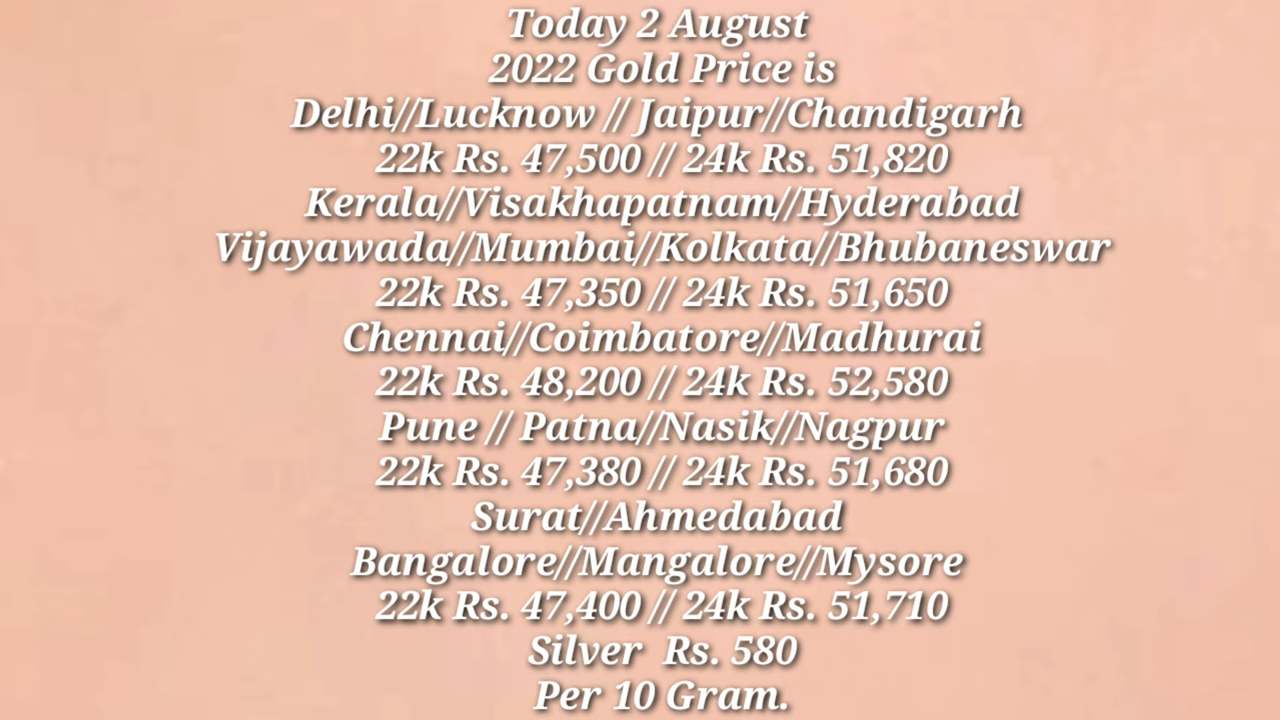 Today 2 August
2022 Gold Price is
Delhi//Lucknow // Jaipur//Chandigarh
22k Rs. 47,500 // 24k Rs. 51,820
Kerala//Visakhapatnam//Hyderabad
Vijayawada//Mumbai//Kolkata//Bhubaneswar
22k Rs. 47,350 // 24k Rs. 51,650
Chennai//Coimbatore//Madhurai
22k Rs. 48,200 // 24k Rs. 52,580
Pune // Patna//Nasik//Nagpur
22k Rs. 47,380 // 24k Rs. 51,680
Surat//Ahmedabad
Bangalore//Mangalore//Mysore
22k Rs. 47,400 // 24k Rs. 51,710
Silver  Rs. 580
Per 10 Gram.